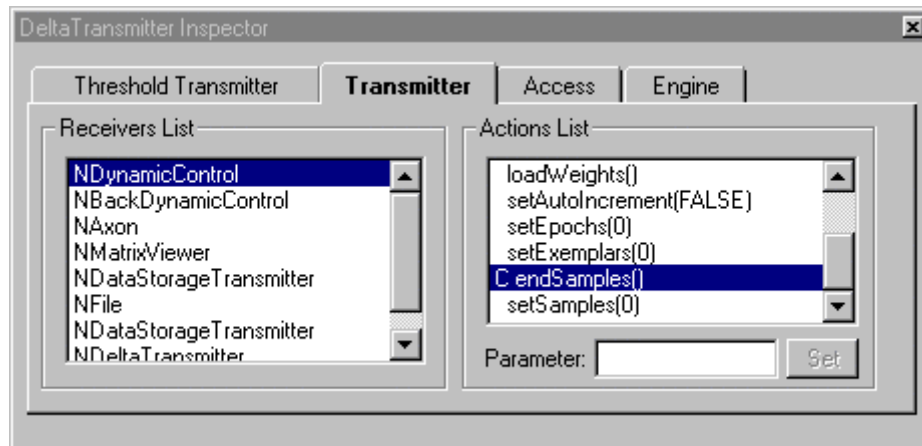 DeltaTransmitter Inspector
Threshold Transmitter Transmitter Access Engine
Receivers List
NDynamicControl
NBackDynamicControl
NAxon
NMatrixViewer
NDataStorageTransmitter
NFile
NDataStorageTransmitter
NDeltaTransmitter
Actions List
loadWeights()
setAutoIncrement(FALSE)
setEpochs(0)
setExemplars(0)
C endSamples()
setSamples(0)
Parameter: Set